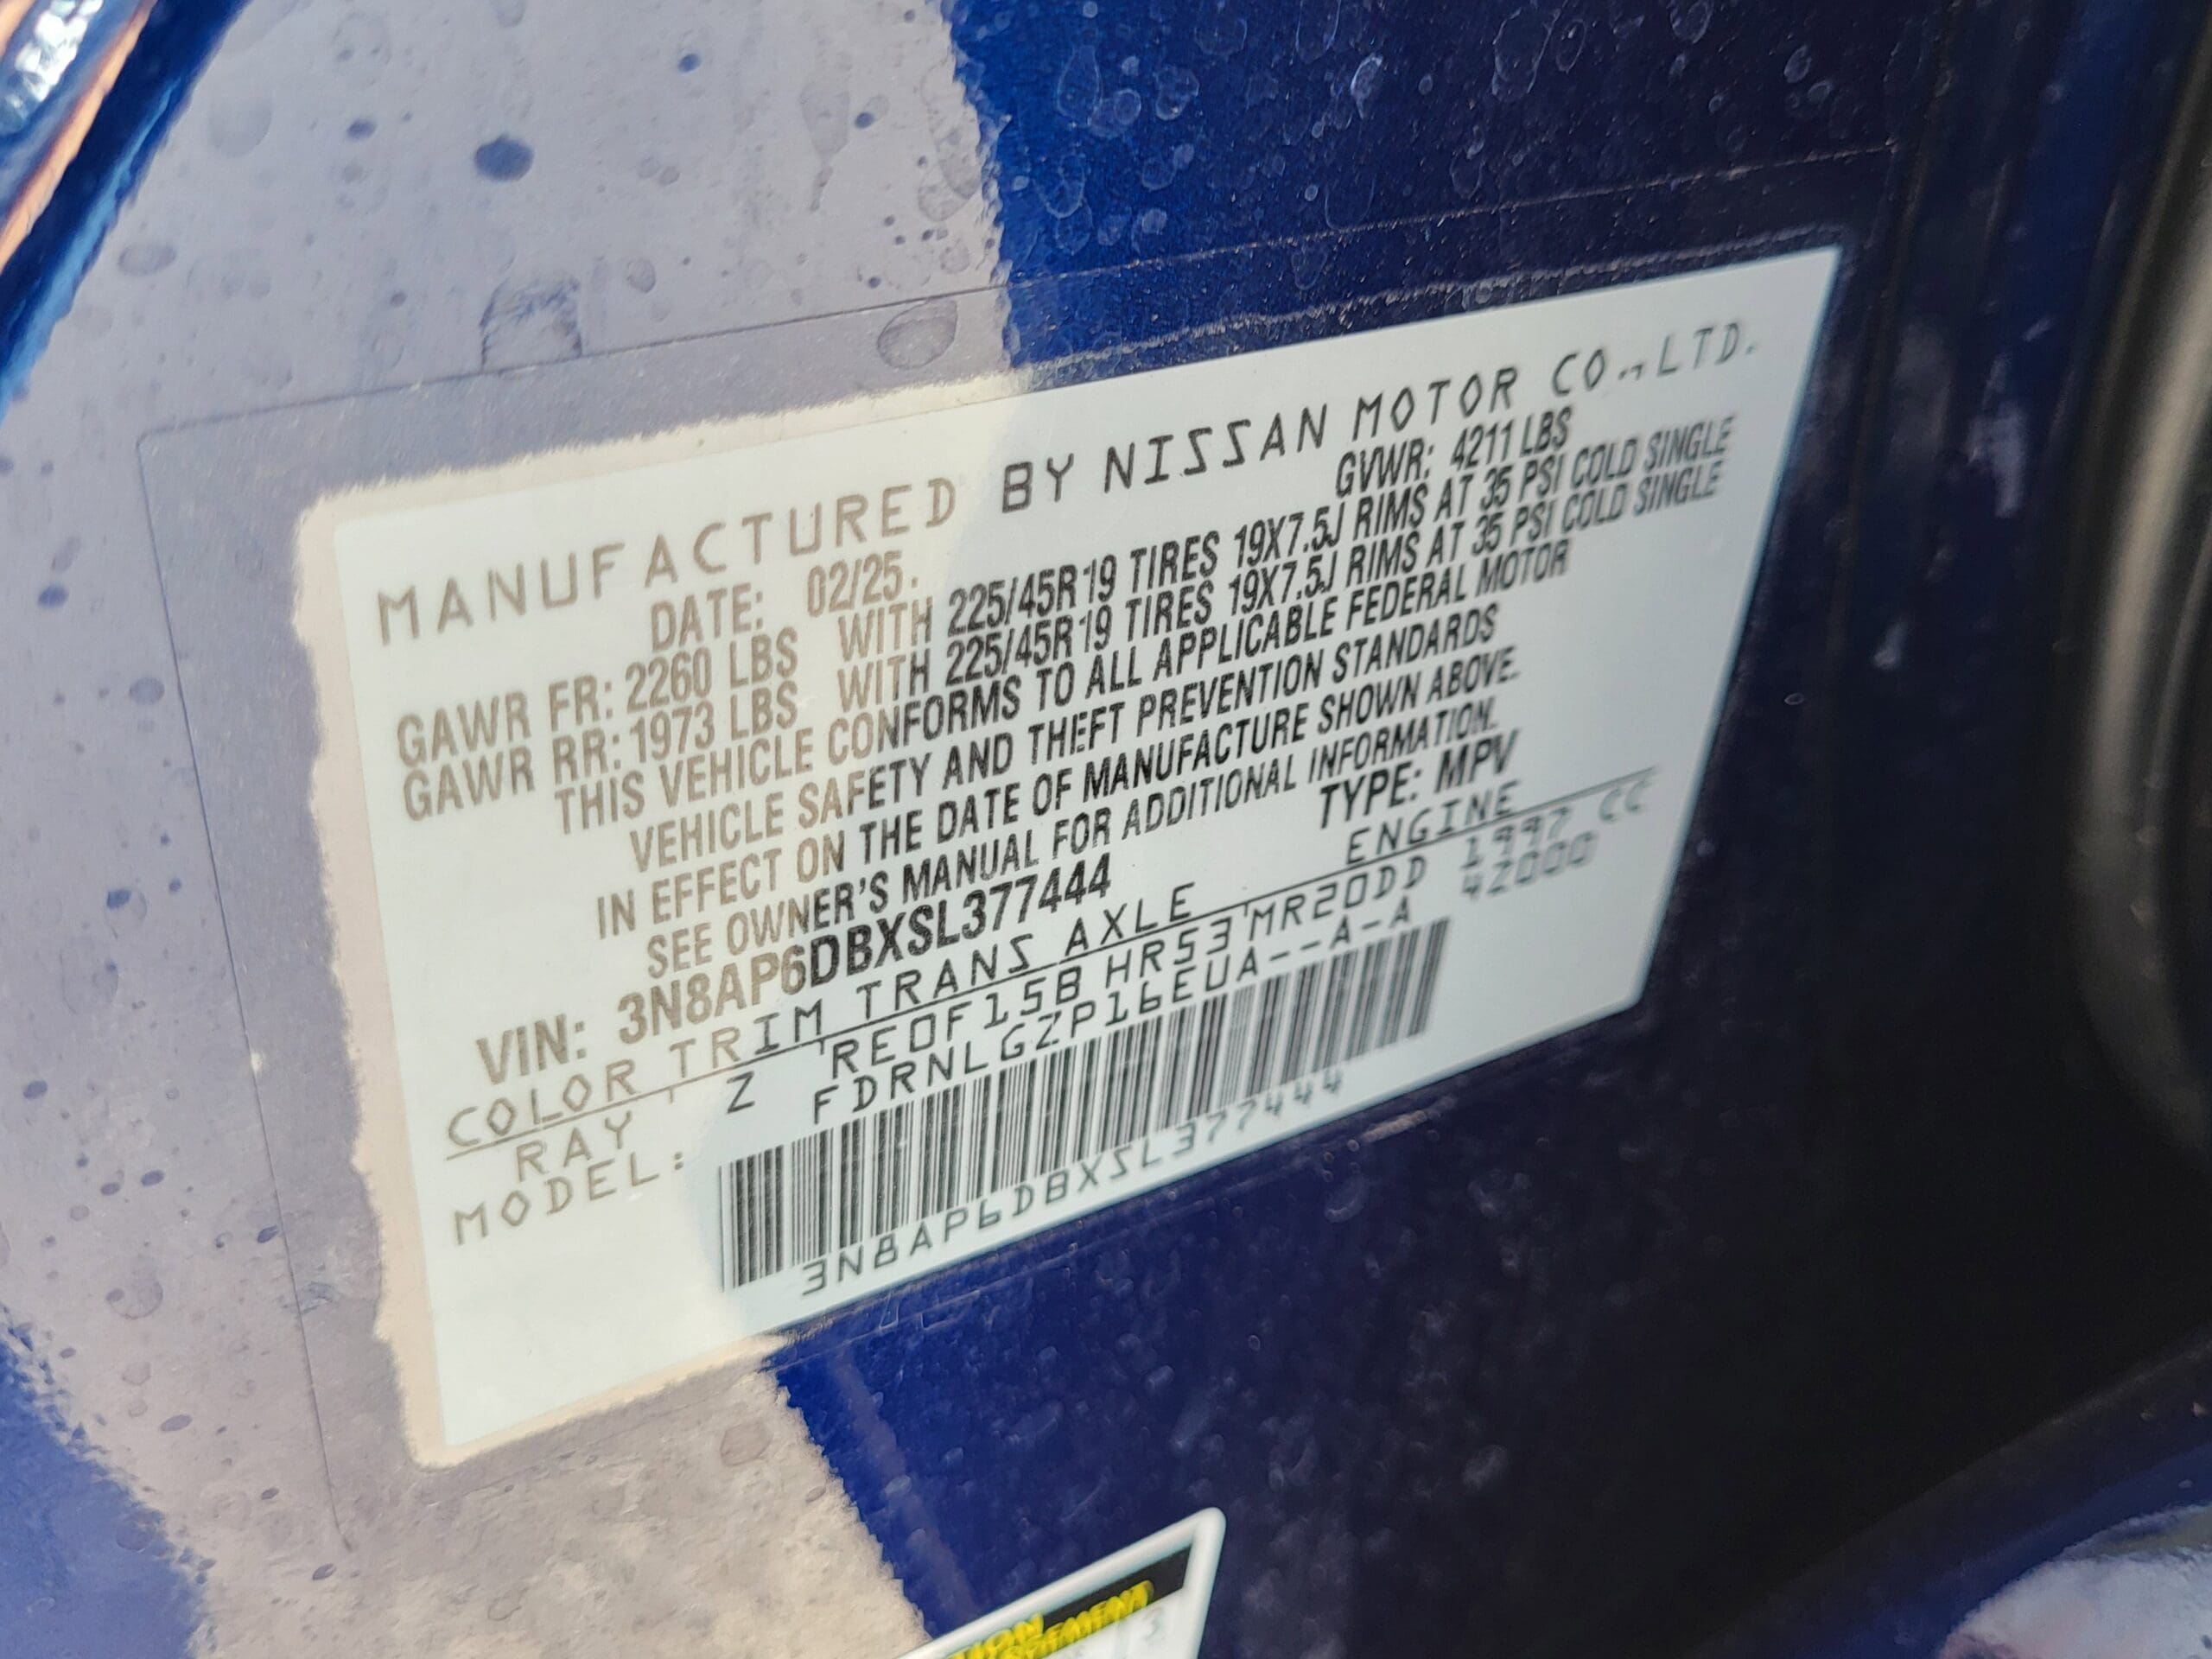 MANUFACTURED BY NISSAN MOTOR CO.,LTD.
DATE: 02/25. GVWR: 4211 LBS
GAWR FR: 2260 LBS WITH 225/45R19 TIRES 19X7.5J RIMS AT 35 PSI COLD SINGLE
GAWR RR: 1973 LBS WITH 225/45R19 TIRES 19X7.5J RIMS AT 35 PSI COLD SINGLE
THIS VEHICLE CONFORMS TO ALL APPLICABLE FEDERAL MOTOR
VEHICLE SAFETY AND THEFT PREVENTION STANDARDS
IN EFFECT ON THE DATE OF MANUFACTURE SHOWN ABOVE.
SEE OWNER'S MANUAL FOR ADDITIONAL INFORMATION.
VIN: 3N8AP6DBXSL377444 TYPE: MPV
COLOR TRIM TRANS AXLE ENGINE
RAY Z RE0F15B HR53 MR20DD 1997 CC
MODEL: FDRNLGZP16EUA--A-A 42000
3N8AP6DBXSL377444